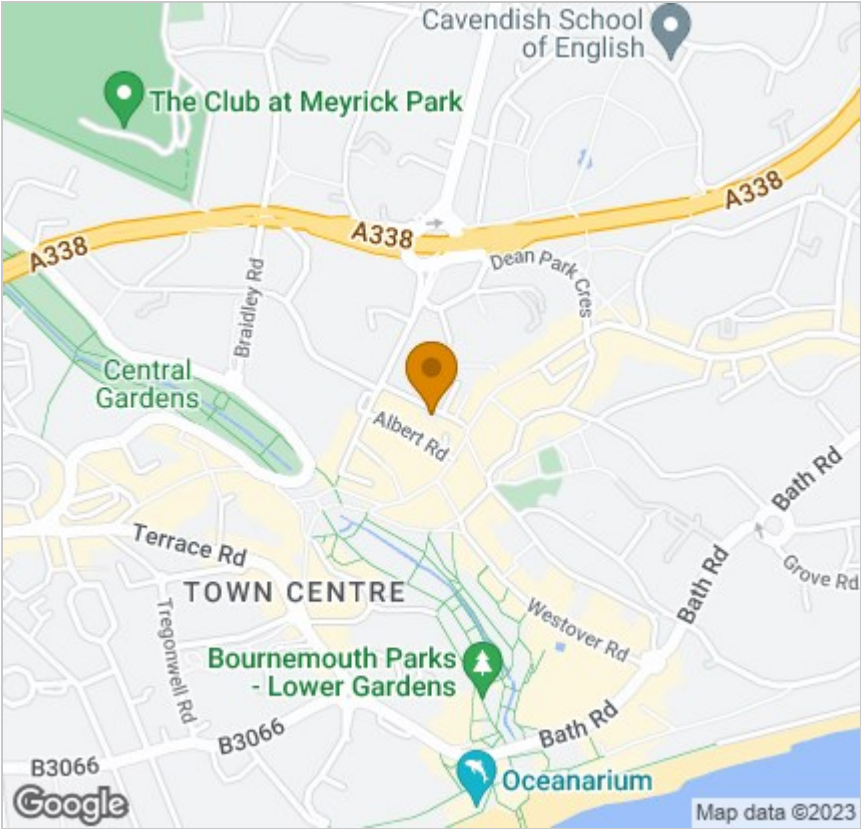 Cavendish School
of English
The Club at Meyrick Park
A338
A338
A338
Dean Park Cres
Braidley Rd
Central
Gardens
Albert Rd
Bath Rd
Terrace Rd
Grove Rd
Bath Rd
TOWN CENTRE
Westover Rd
Tregonwell Rd
Bournemouth Parks
- Lower Gardens
Bath Rd
B3066
B3066
Oceanarium
Google
Map data ©2023